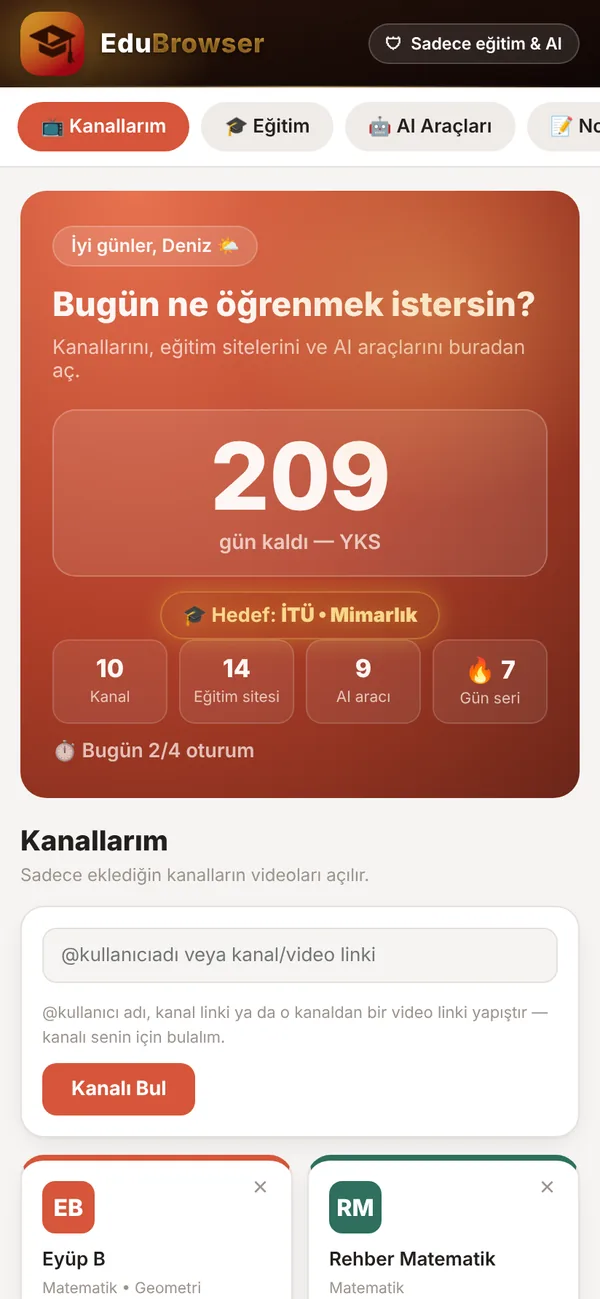 EduBrowser
Sadece eğitim & AI
📺 Kanallarım
🎓 Eğitim
🤖 AI Araçları
📝 No
İyi günler, Deniz 🌤️
Bugün ne öğrenmek istersin?
Kanallarını, eğitim sitelerini ve AI araçlarını buradan
aç.
209
gün kaldı — YKS
🎓 Hedef: İTÜ • Mimarlık
10
Kanal
14
Eğitim sitesi
9
AI aracı
🔥 7
Gün seri
⏱️ Bugün 2/4 oturum
Kanallarım
Sadece eklediğin kanalların videoları açılır.
@kullanıcıadı veya kanal/video linki
@kullanıcı adı, kanal linki ya da o kanaldan bir video linki yapıştır —
kanalı senin için bulalım.
Kanalı Bul
EB
×
Eyüp B
Matematik • Geometri
RM
×
Rehber Matematik
Matematik